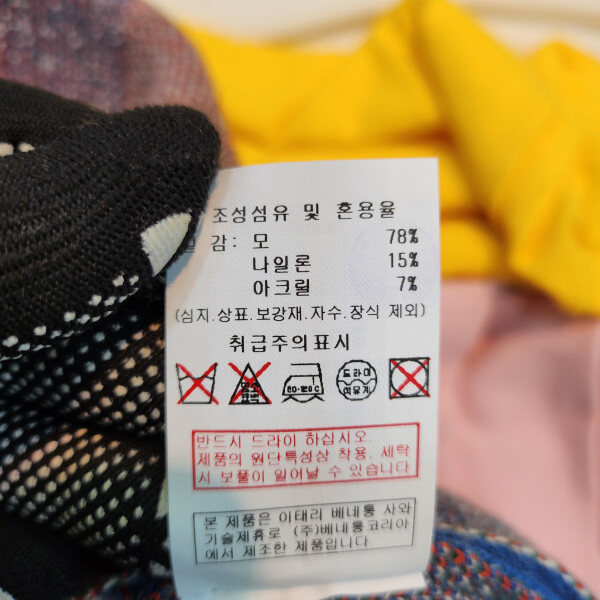 조성섬유 및 혼용율
겉감: 모 78%
나일론 15%
아크릴 7%
(심지.상표.보강재.자수.장식 제외)
취급주의표시
드라이
석유계
반드시 드라이 하십시오.
제품의 원단특성상 착용. 세탁
시 보풀이 일어날 수 있습니다
본 제품은 이태리 베네통 사와
기술제휴로 (주)베네통코리아
에서 제조한 제품입니다.